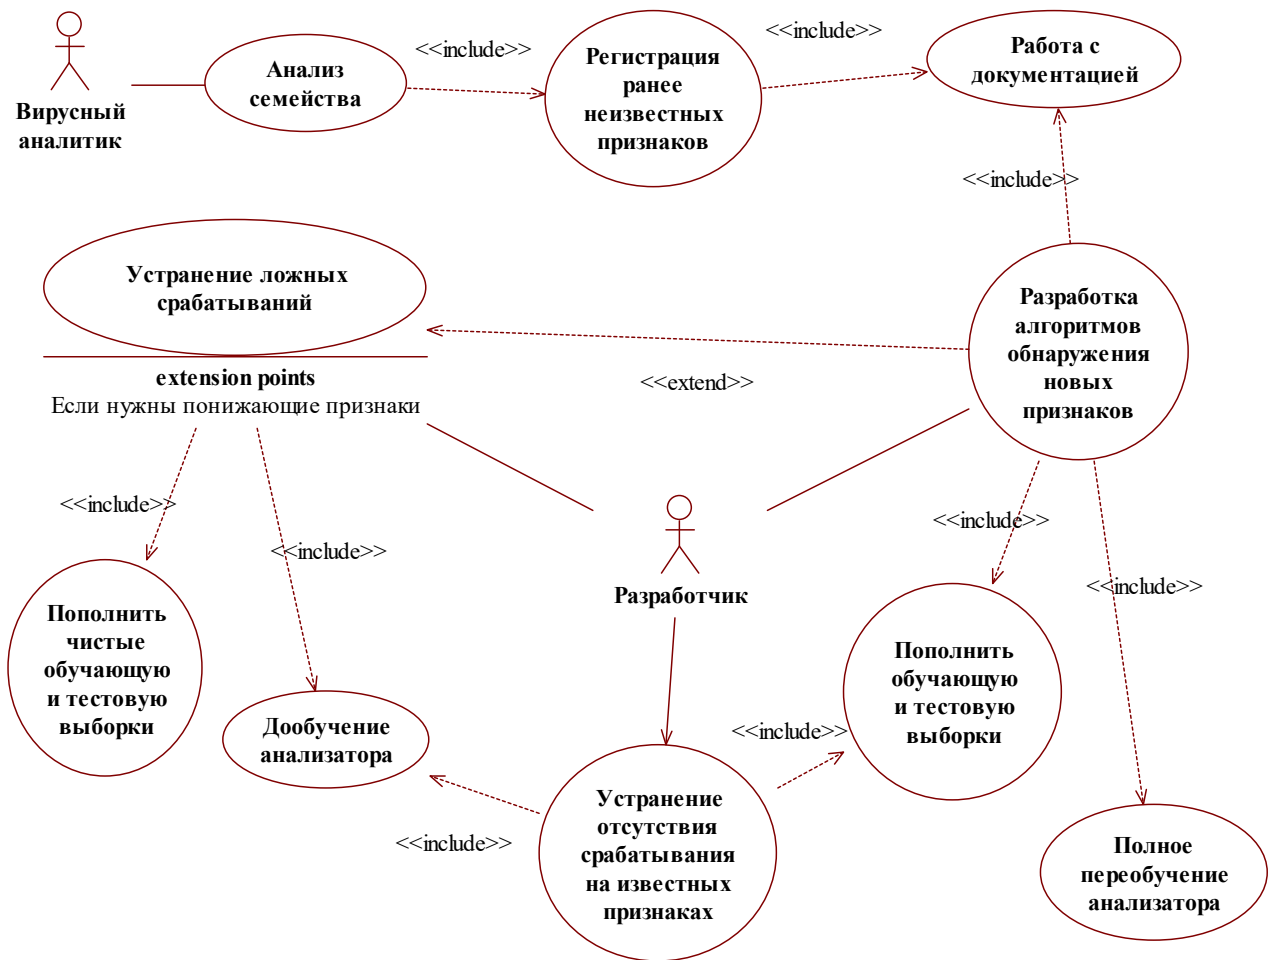 Вирусный
аналитик
Анализ
семейства
<<include>>
Регистрация
ранее
неизвестных
признаков
<<include>>
Работа с
документацией
<<include>>
Устранение ложных
срабатываний
extension points
Если нужны понижающие признаки
<<extend>>
Разработка
алгоритмов
обнаружения
новых
признаков
<<include>>
<<include>>
Разработчик
<<include>>
<<include>>
Пополнить
чистые
обучающую
и тестовую
выборки
Дообучение
анализатора
<<include>>
Устранение
отсутствия
срабатывания
на известных
признаках
<<include>>
Пополнить
обучающую
и тестовую
выборки
Полное
переобучение
анализатора